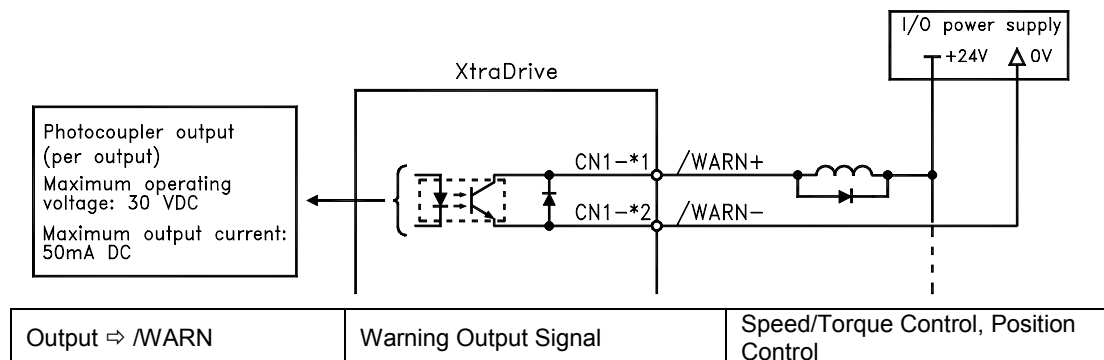 I/O power supply
+24V
0V
XtraDrive
Photocoupler output
(per output)
Maximum operating
voltage: 30 VDC
Maximum output current:
50mA DC
CN1-*1
/WARN+
CN1-*2
/WARN-
Output ⇨ /WARN
Warning Output Signal
Speed/Torque Control, Position
Control